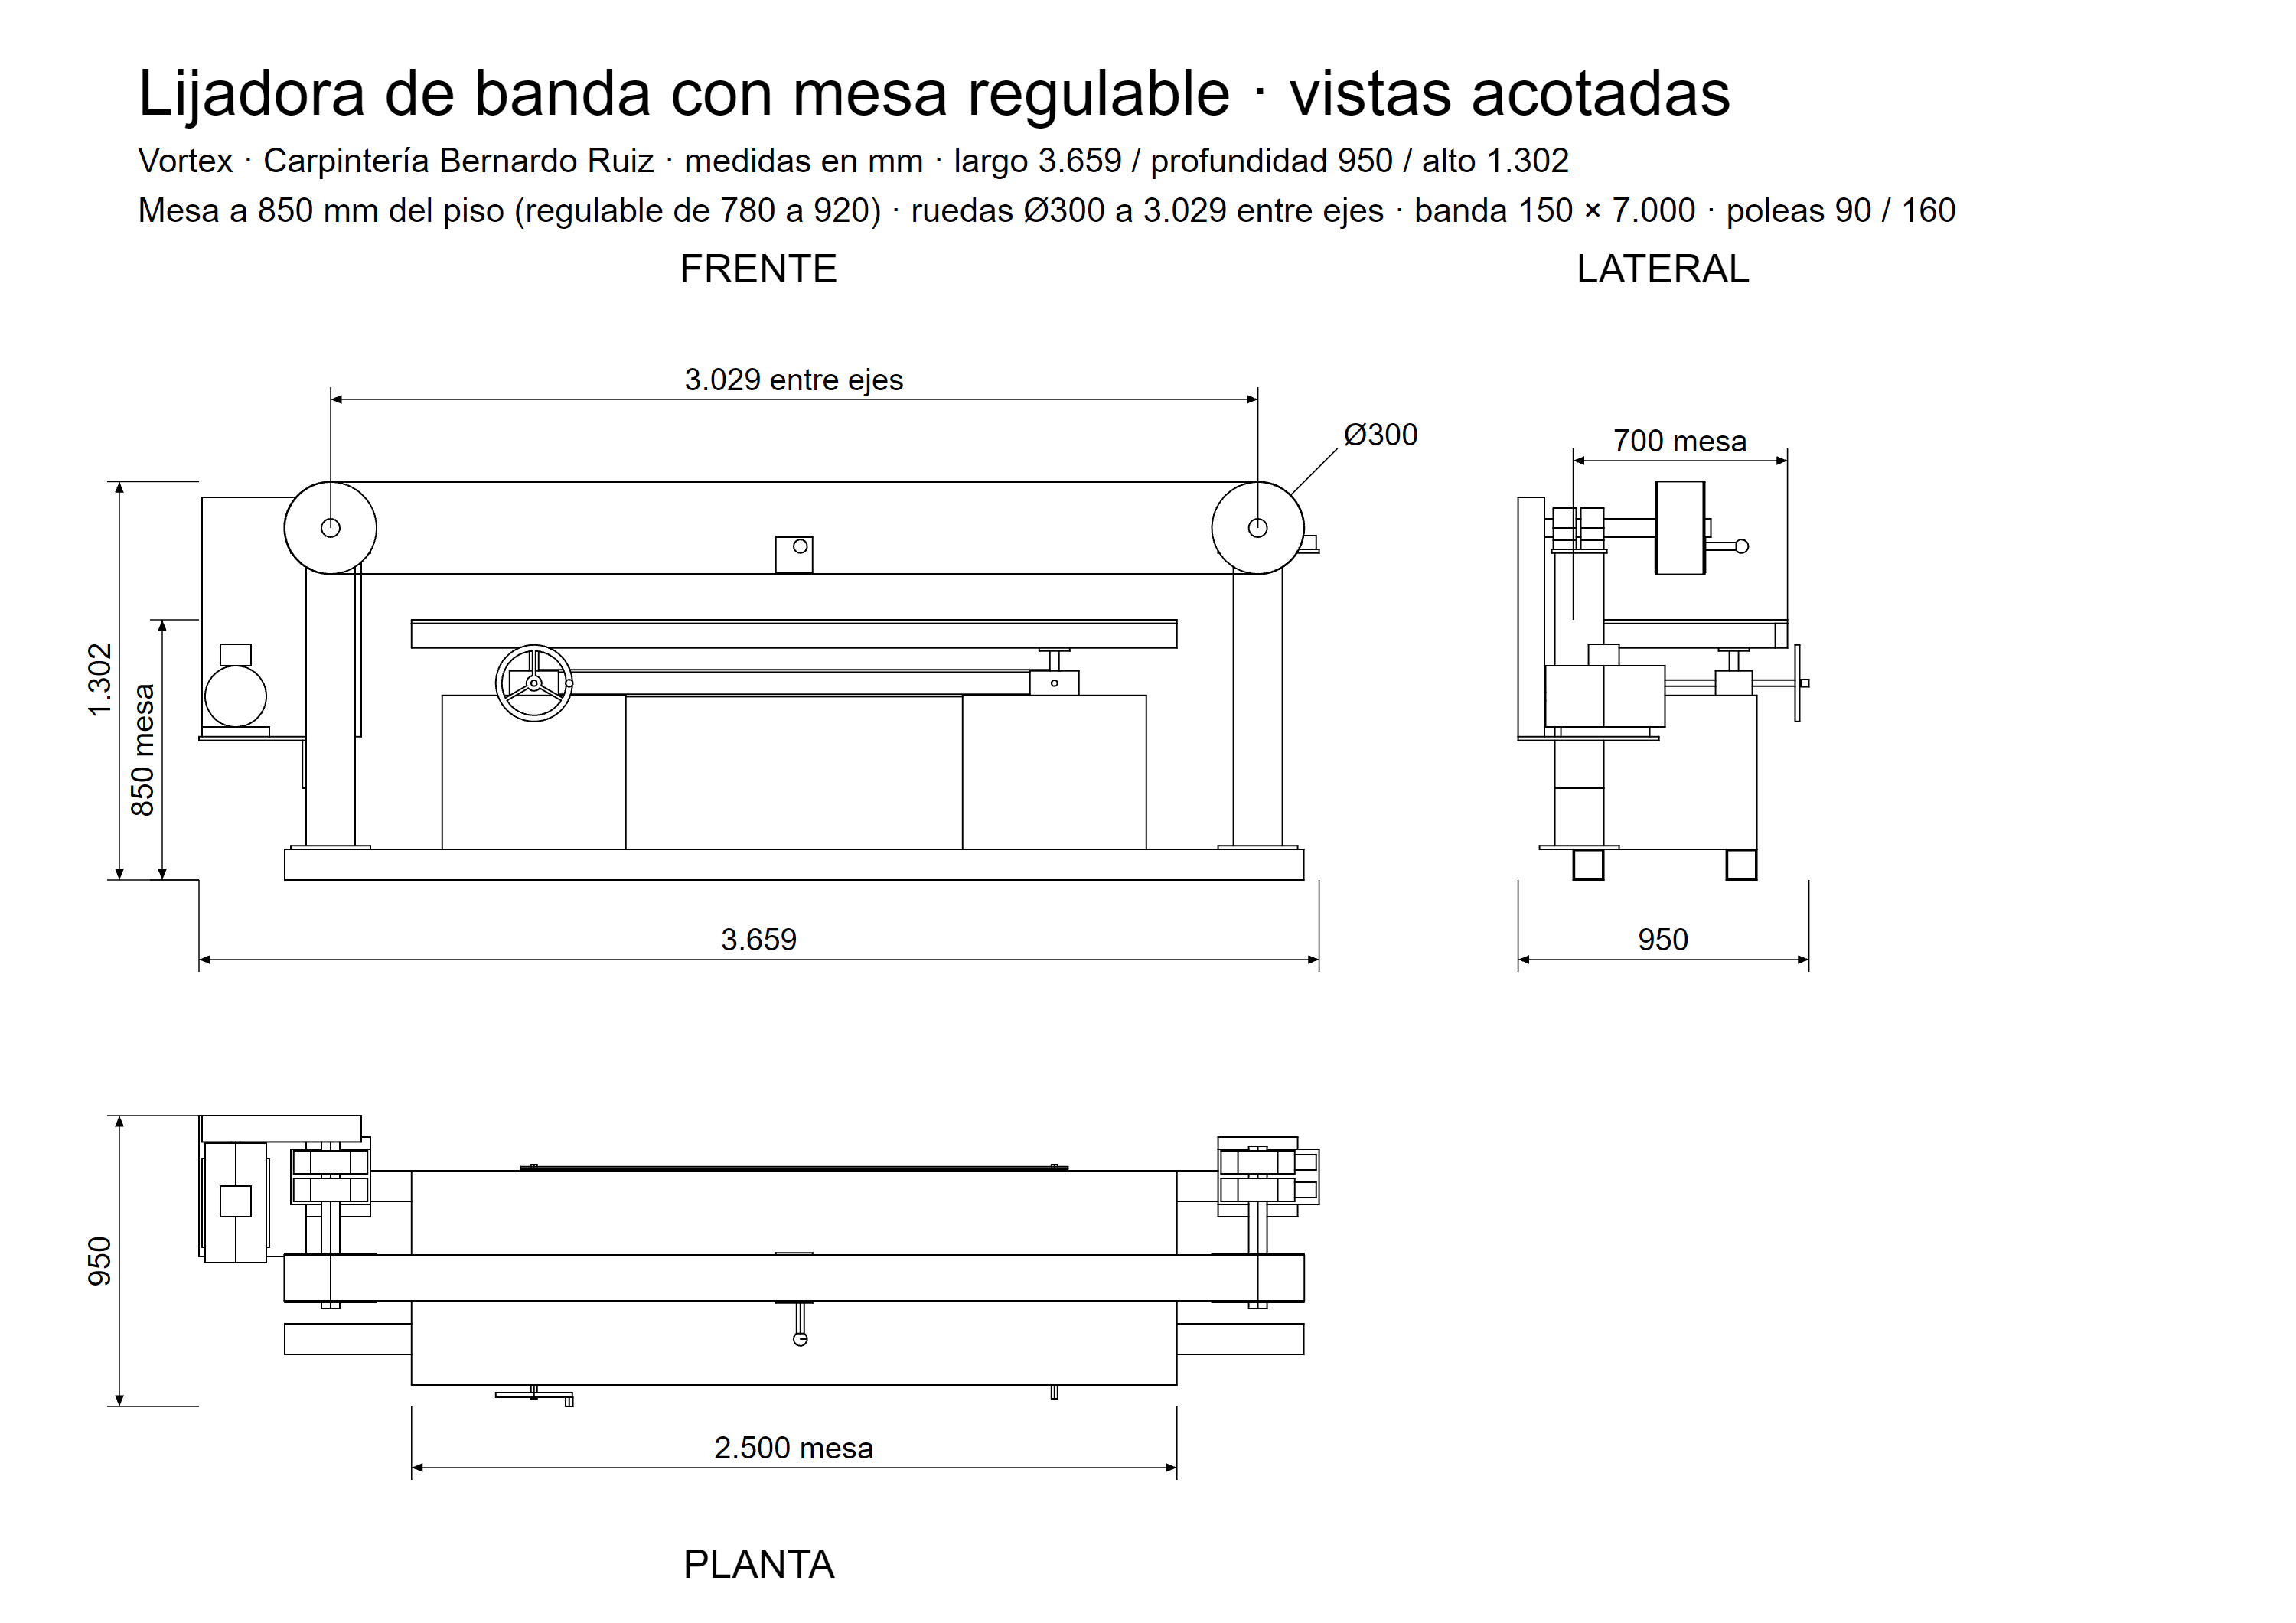 Lijadora de banda con mesa regulable · vistas acotadas
Vortex · Carpintería Bernardo Ruiz · medidas en mm · largo 3.659 / profundidad 950 / alto 1.302
Mesa a 850 mm del piso (regulable de 780 a 920) · ruedas Ø300 a 3.029 entre ejes · banda 150 × 7.000 · poleas 90 / 160
FRENTE
LATERAL
3.029 entre ejes
Ø300
700 mesa
1.302
850 mesa
3.659
950
950
2.500 mesa
PLANTA